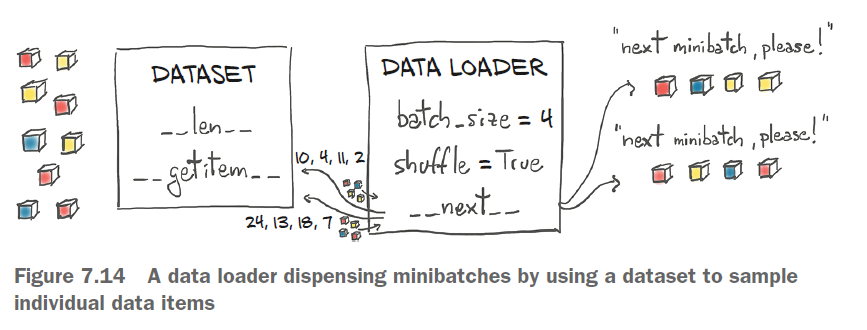 DATASET
__len__
__getitem__
10, 4, 11, 2
24, 13, 18, 7
DATA LOADER
batch_size = 4
shuffle = True
__next__
"next minibatch, please!"
"next minibatch, please!"
Figure 7.14 A data loader dispensing minibatches by using a dataset to sample
individual data items